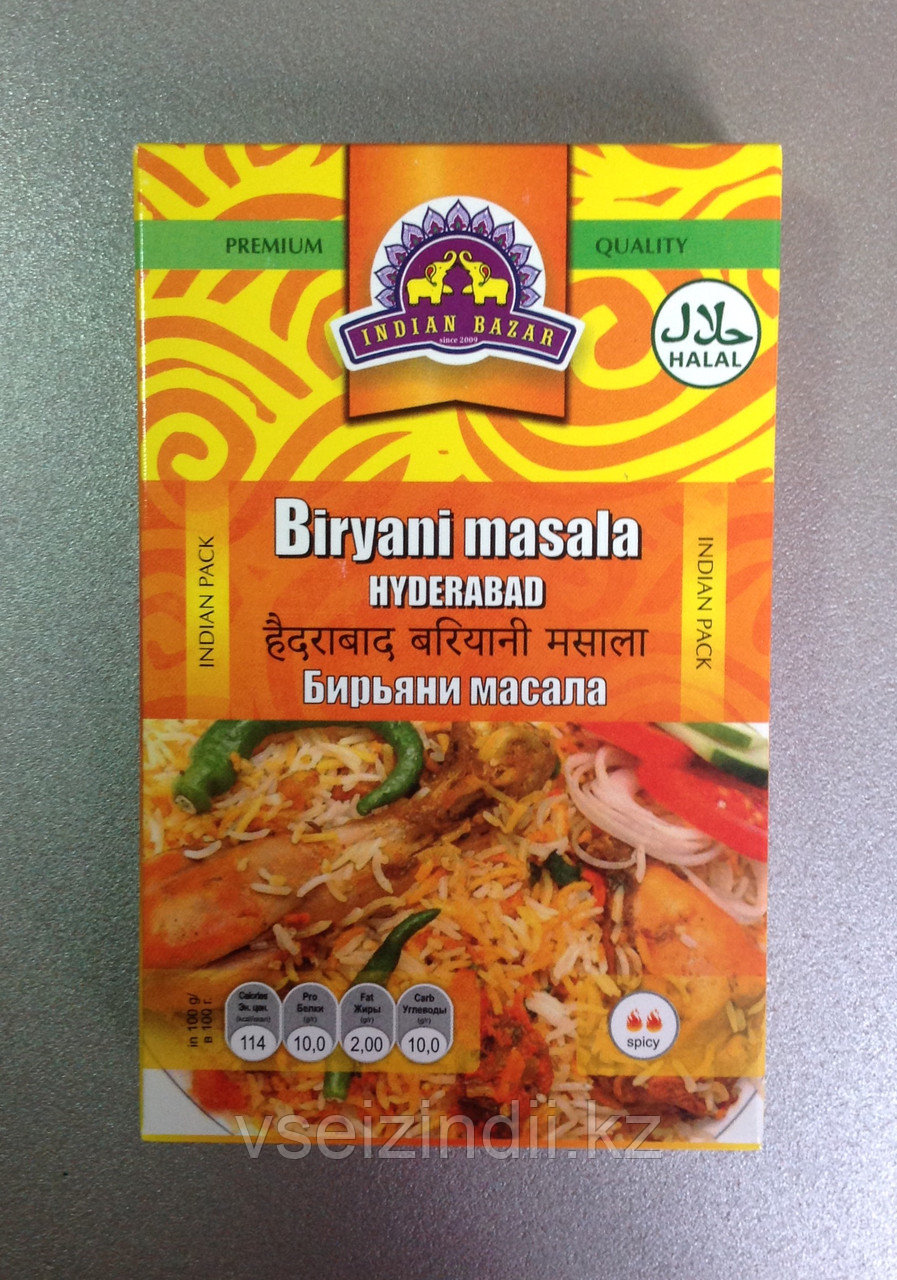 PREMIUM QUALITY
INDIAN BAZAR
since 2009
حلال
HALAL
Biryani masala
HYDERABAD
हैदराबाद बरियानी मसाला
Бирьяни масала
INDIAN PACK
INDIAN PACK
in 100 g/
в 100 г.
Calories
Эн. цен.
(kcal/ккал)
114
Pro
Белки
(g/г)
10,0
Fat
Жиры
(g/г)
2,00
Carb
Углеводы
(g/г)
10,0
spicy
vseizindii.kz